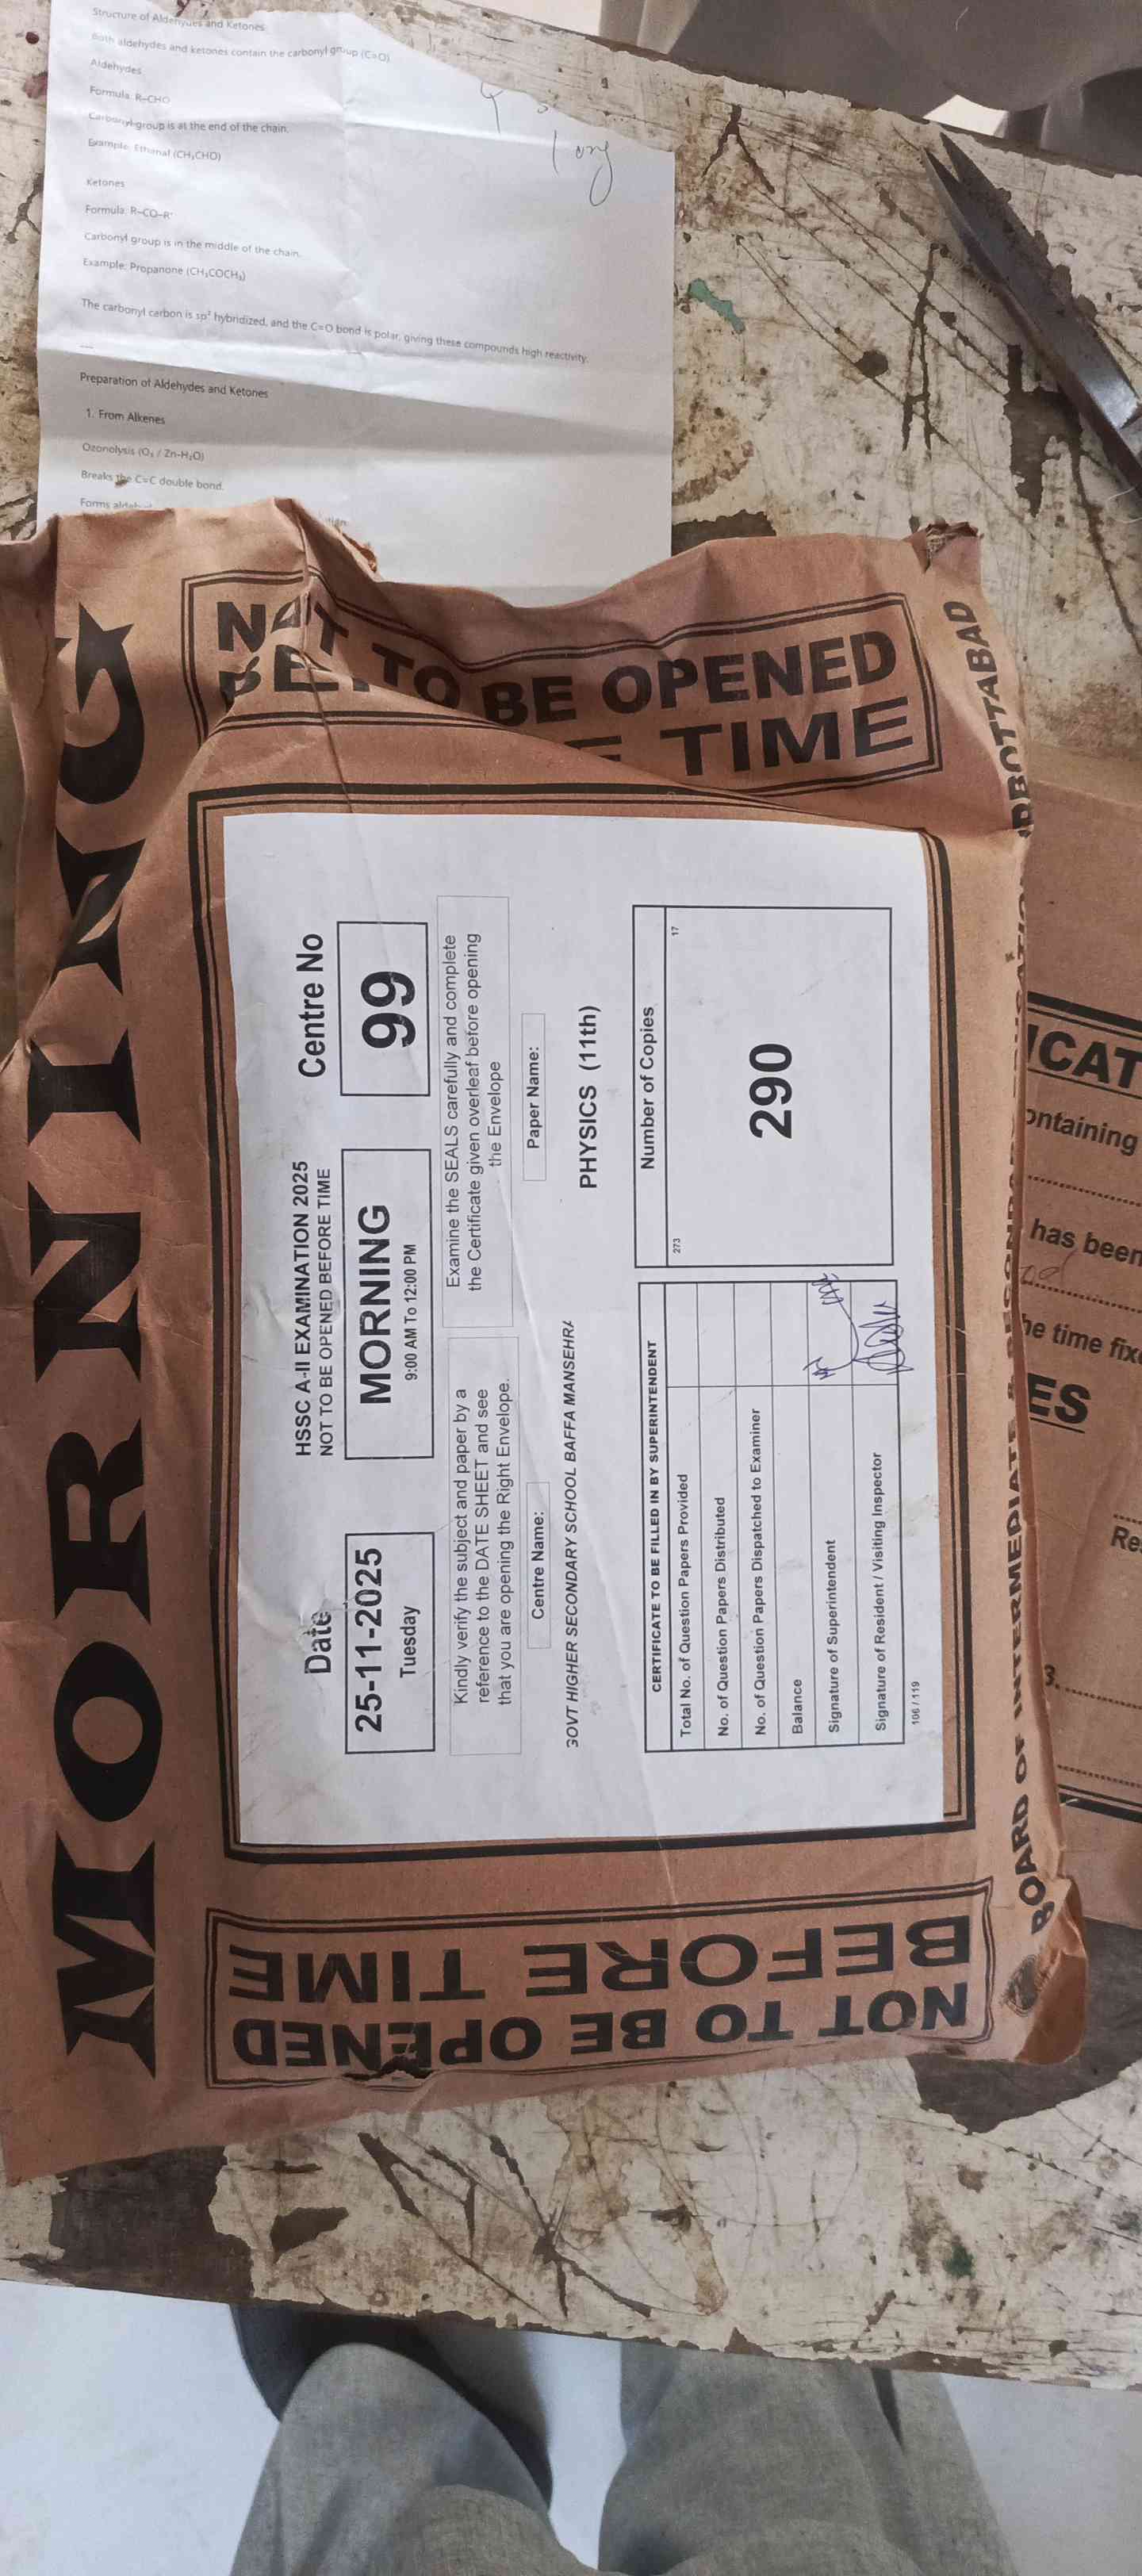 Structure of Aldehydes and Ketones
Both aldehydes and ketones contain the carbonyl group (C=O)
Aldehydes
Formula: R–CHO
Carbonyl group is at the end of the chain.
Example: Ethanal (CH₃CHO)
Ketones
Formula: R–CO–R'
Carbonyl group is in the middle of the chain.
Example: Propanone (CH₃COCH₃)
The carbonyl carbon is sp² hybridized, and the C=O bond is polar, giving these compounds high reactivity.
---
Preparation of Aldehydes and Ketones
1. From Alkenes
Ozonolysis (O₃ / Zn–H₂O)
Breaks the C=C double bond.
Forms
MORNING
NOT TO BE OPENED
TIME
HSSC A-II EXAMINATION 2025
NOT TO BE OPENED BEFORE TIME
Date
Centre No
25-11-2025
Tuesday
MORNING
9:00 AM To 12:00 PM
99
Kindly verify the subject and paper by a
reference to the DATE SHEET and see
that you are opening the Right Envelope.
Examine the SEALS carefully and complete
the Certificate given overleaf before opening
the Envelope
Centre Name:
Paper Name:
GOVT HIGHER SECONDARY SCHOOL BAFFA MANSEHRA
PHYSICS (11th)
CERTIFICATE TO BE FILLED IN BY SUPERINTENDENT
Total No. of Question Papers Provided
No. of Question Papers Distributed
No. of Question Papers Dispatched to Examiner
Balance
Signature of Superintendent
Signature of Resident / Visiting Inspector
106 / 119
Number of Copies
273
17
290
NOT TO BE OPENED
BEFORE TIME
BOARD OF INTERMEDIATE & SECONDARY EDUCATION ABBOTTABAD
ICAT
ontaining
has been
he time fixe
ES
Re
3.